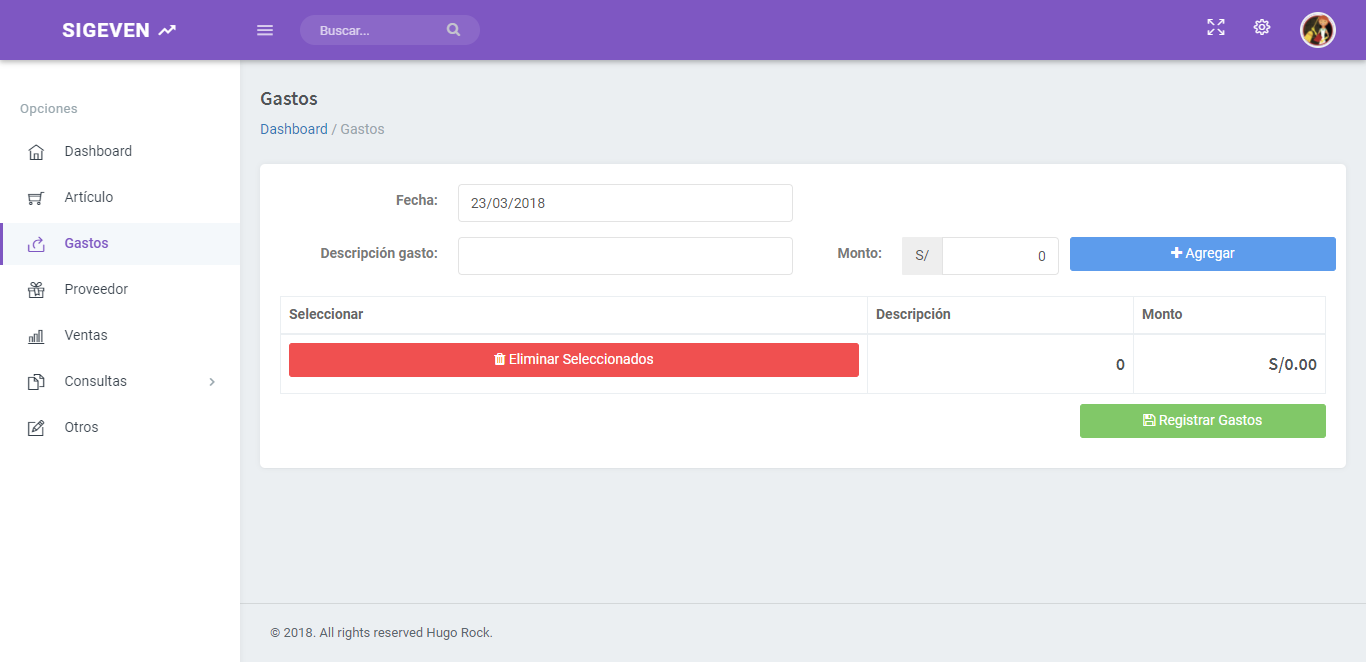 SIGEVEN
Buscar...
Opciones
Dashboard
Artículo
Gastos
Proveedor
Ventas
Consultas
Otros
Gastos
Dashboard / Gastos
Fecha: 23/03/2018
Descripción gasto: Monto: S/ 0 Agregar
Seleccionar Descripción Monto
Eliminar Seleccionados 0 S/0.00
Registrar Gastos
© 2018. All rights reserved Hugo Rock.